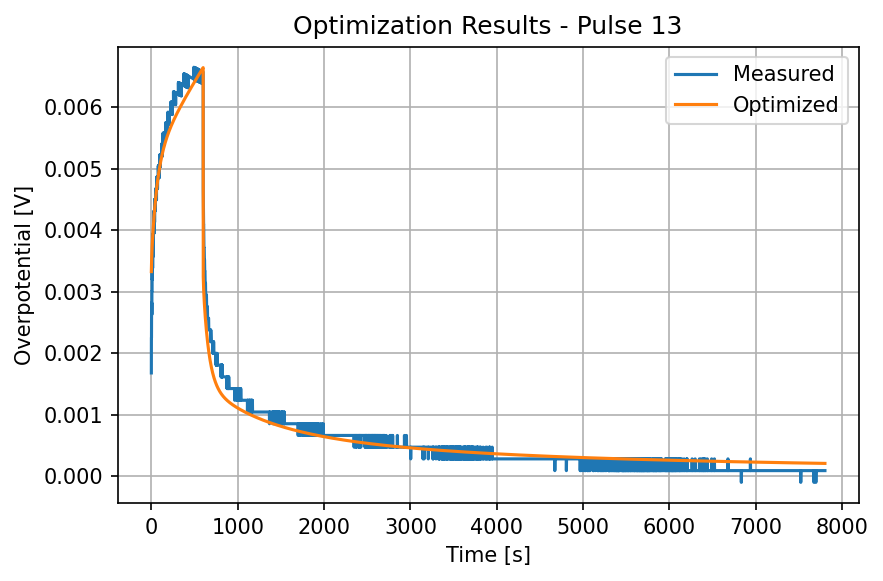 Optimization Results - Pulse 13
Measured
Optimized
Overpotential [V]
0.006
0.005
0.004
0.003
0.002
0.001
0.000
0 1000 2000 3000 4000 5000 6000 7000 8000
Time [s]